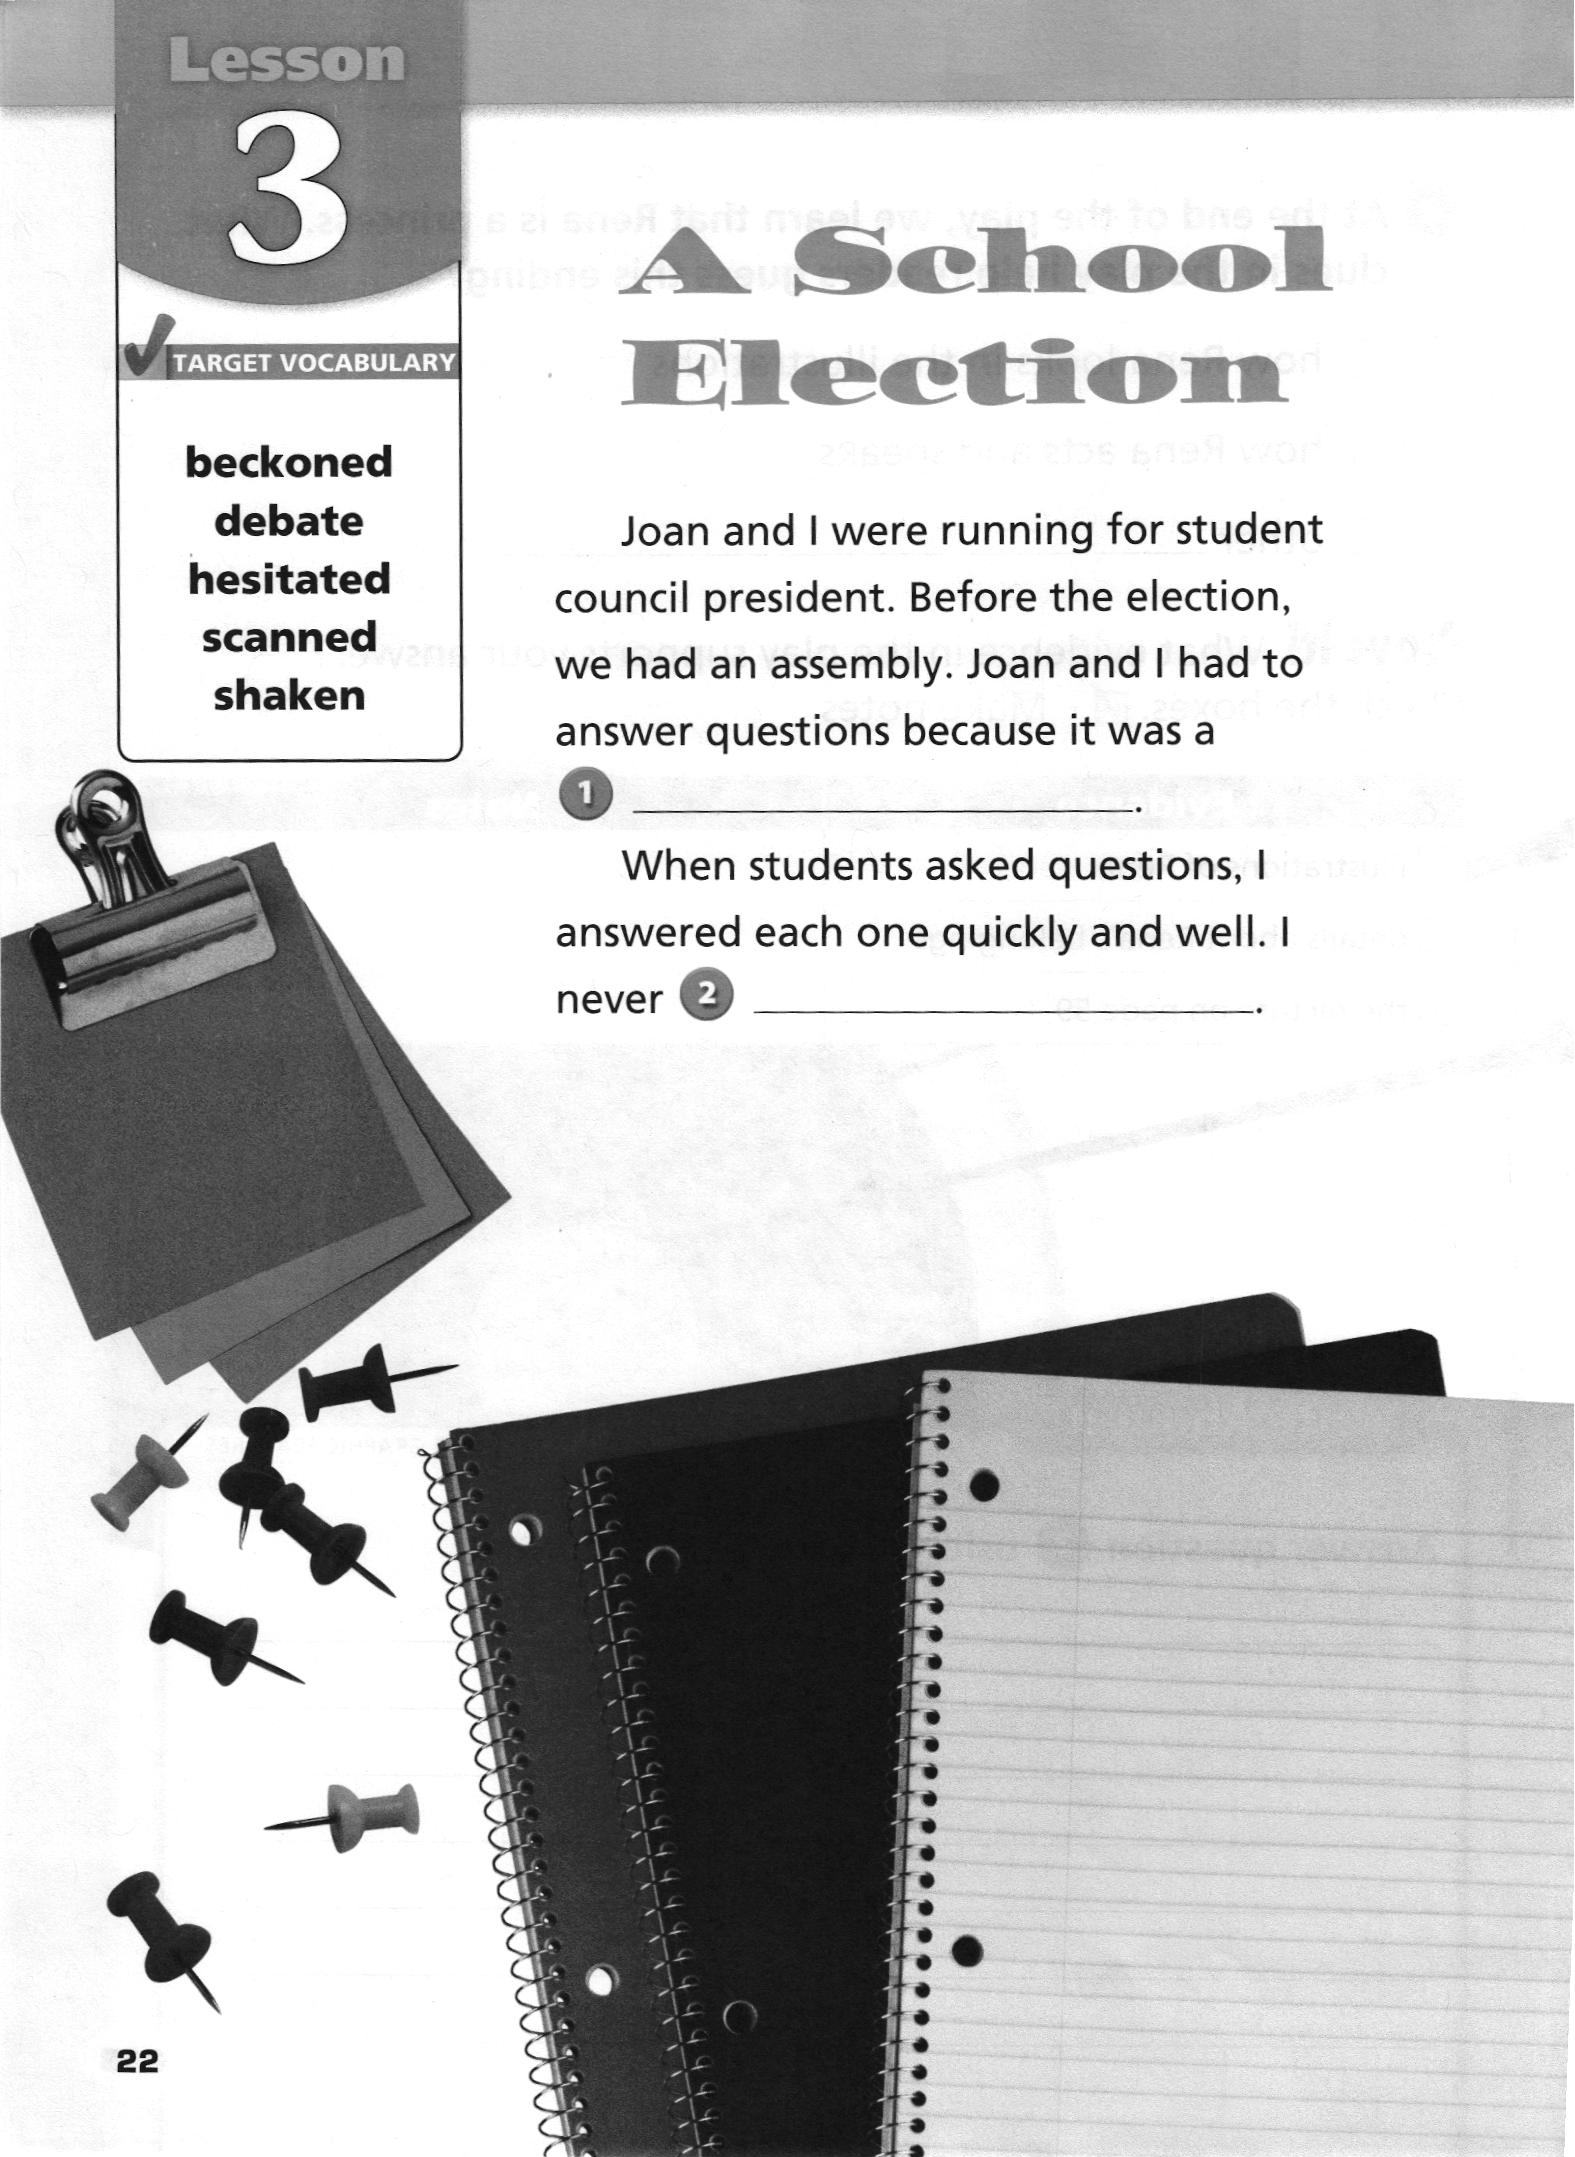 Lesson
3
TARGET VOCABULARY
beckoned
debate
hesitated
scanned
shaken
A School
Election
Joan and I were running for student
council president. Before the election,
we had an assembly. Joan and I had to
answer questions because it was a
1 ____________________.
When students asked questions, I
answered each one quickly and well. I
never 2 ____________________.
22